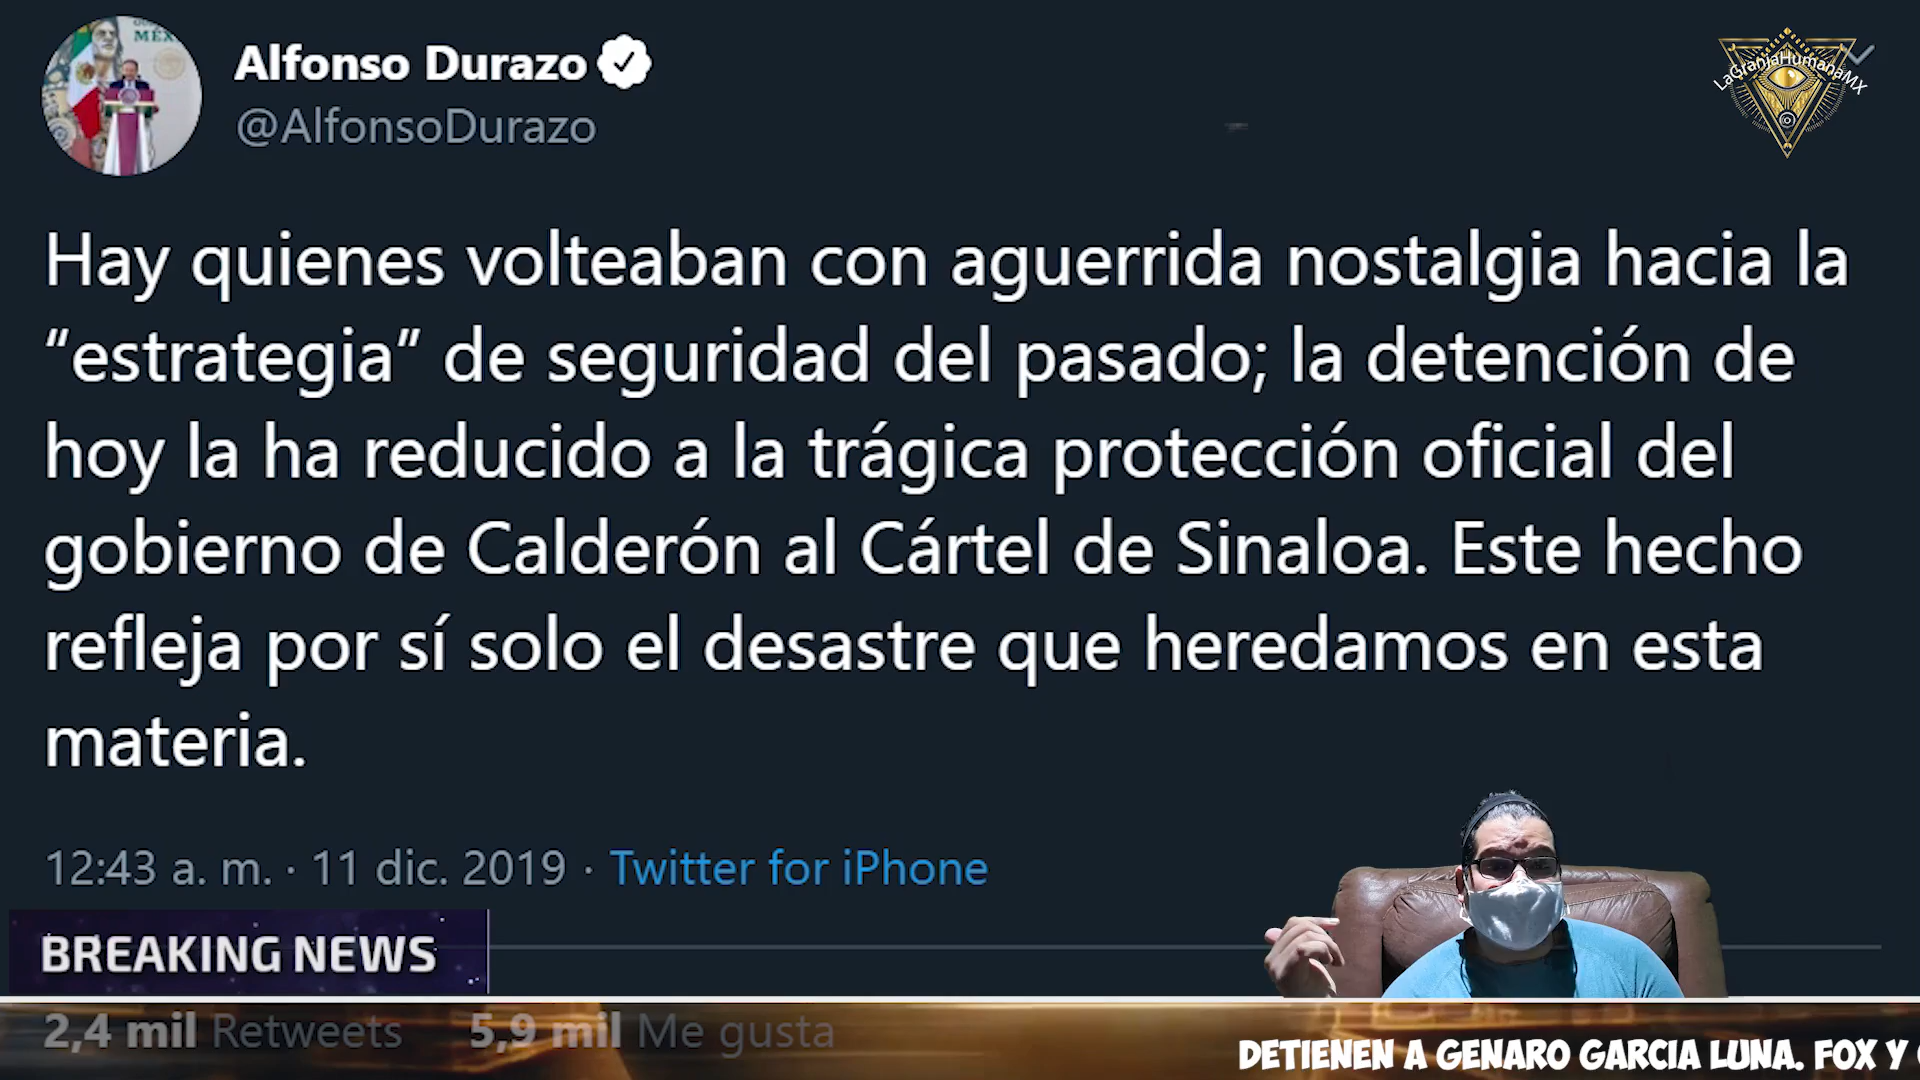 MÉX
Alfonso Durazo
@AlfonsoDurazo
LaGranjaHumanaMX
Hay quienes volteaban con aguerrida nostalgia hacia la
“estrategia” de seguridad del pasado; la detención de
hoy la ha reducido a la trágica protección oficial del
gobierno de Calderón al Cártel de Sinaloa. Este hecho
refleja por sí solo el desastre que heredamos en esta
materia.
12:43 a. m. · 11 dic. 2019 · Twitter for iPhone
BREAKING NEWS
2,4 mil Retweets 5,9 mil Me gusta
DETIENEN A GENARO GARCIA LUNA. FOX Y